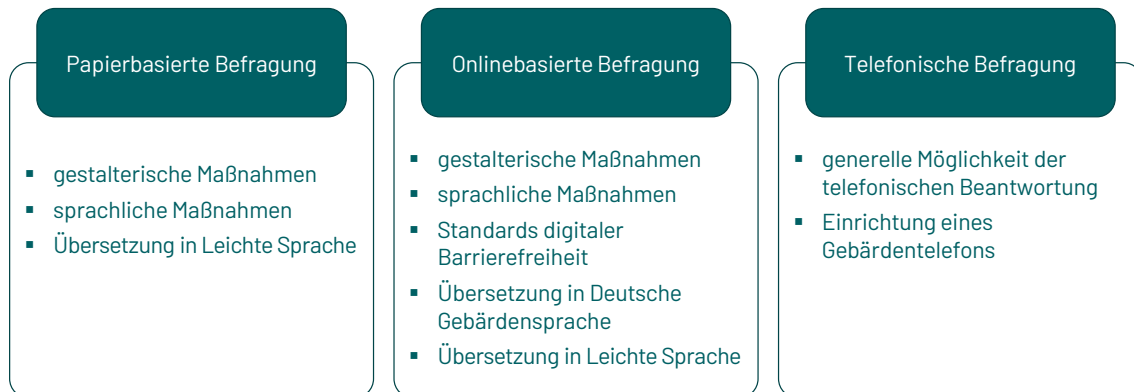 Papierbasierte Befragung
▪ gestalterische Maßnahmen
▪ sprachliche Maßnahmen
▪ Übersetzung in Leichte Sprache
Onlinebasierte Befragung
▪ gestalterische Maßnahmen
▪ sprachliche Maßnahmen
▪ Standards digitaler
Barrierefreiheit
▪ Übersetzung in Deutsche
Gebärdensprache
▪ Übersetzung in Leichte Sprache
Telefonische Befragung
▪ generelle Möglichkeit der
telefonischen Beantwortung
▪ Einrichtung eines
Gebärdentelefons